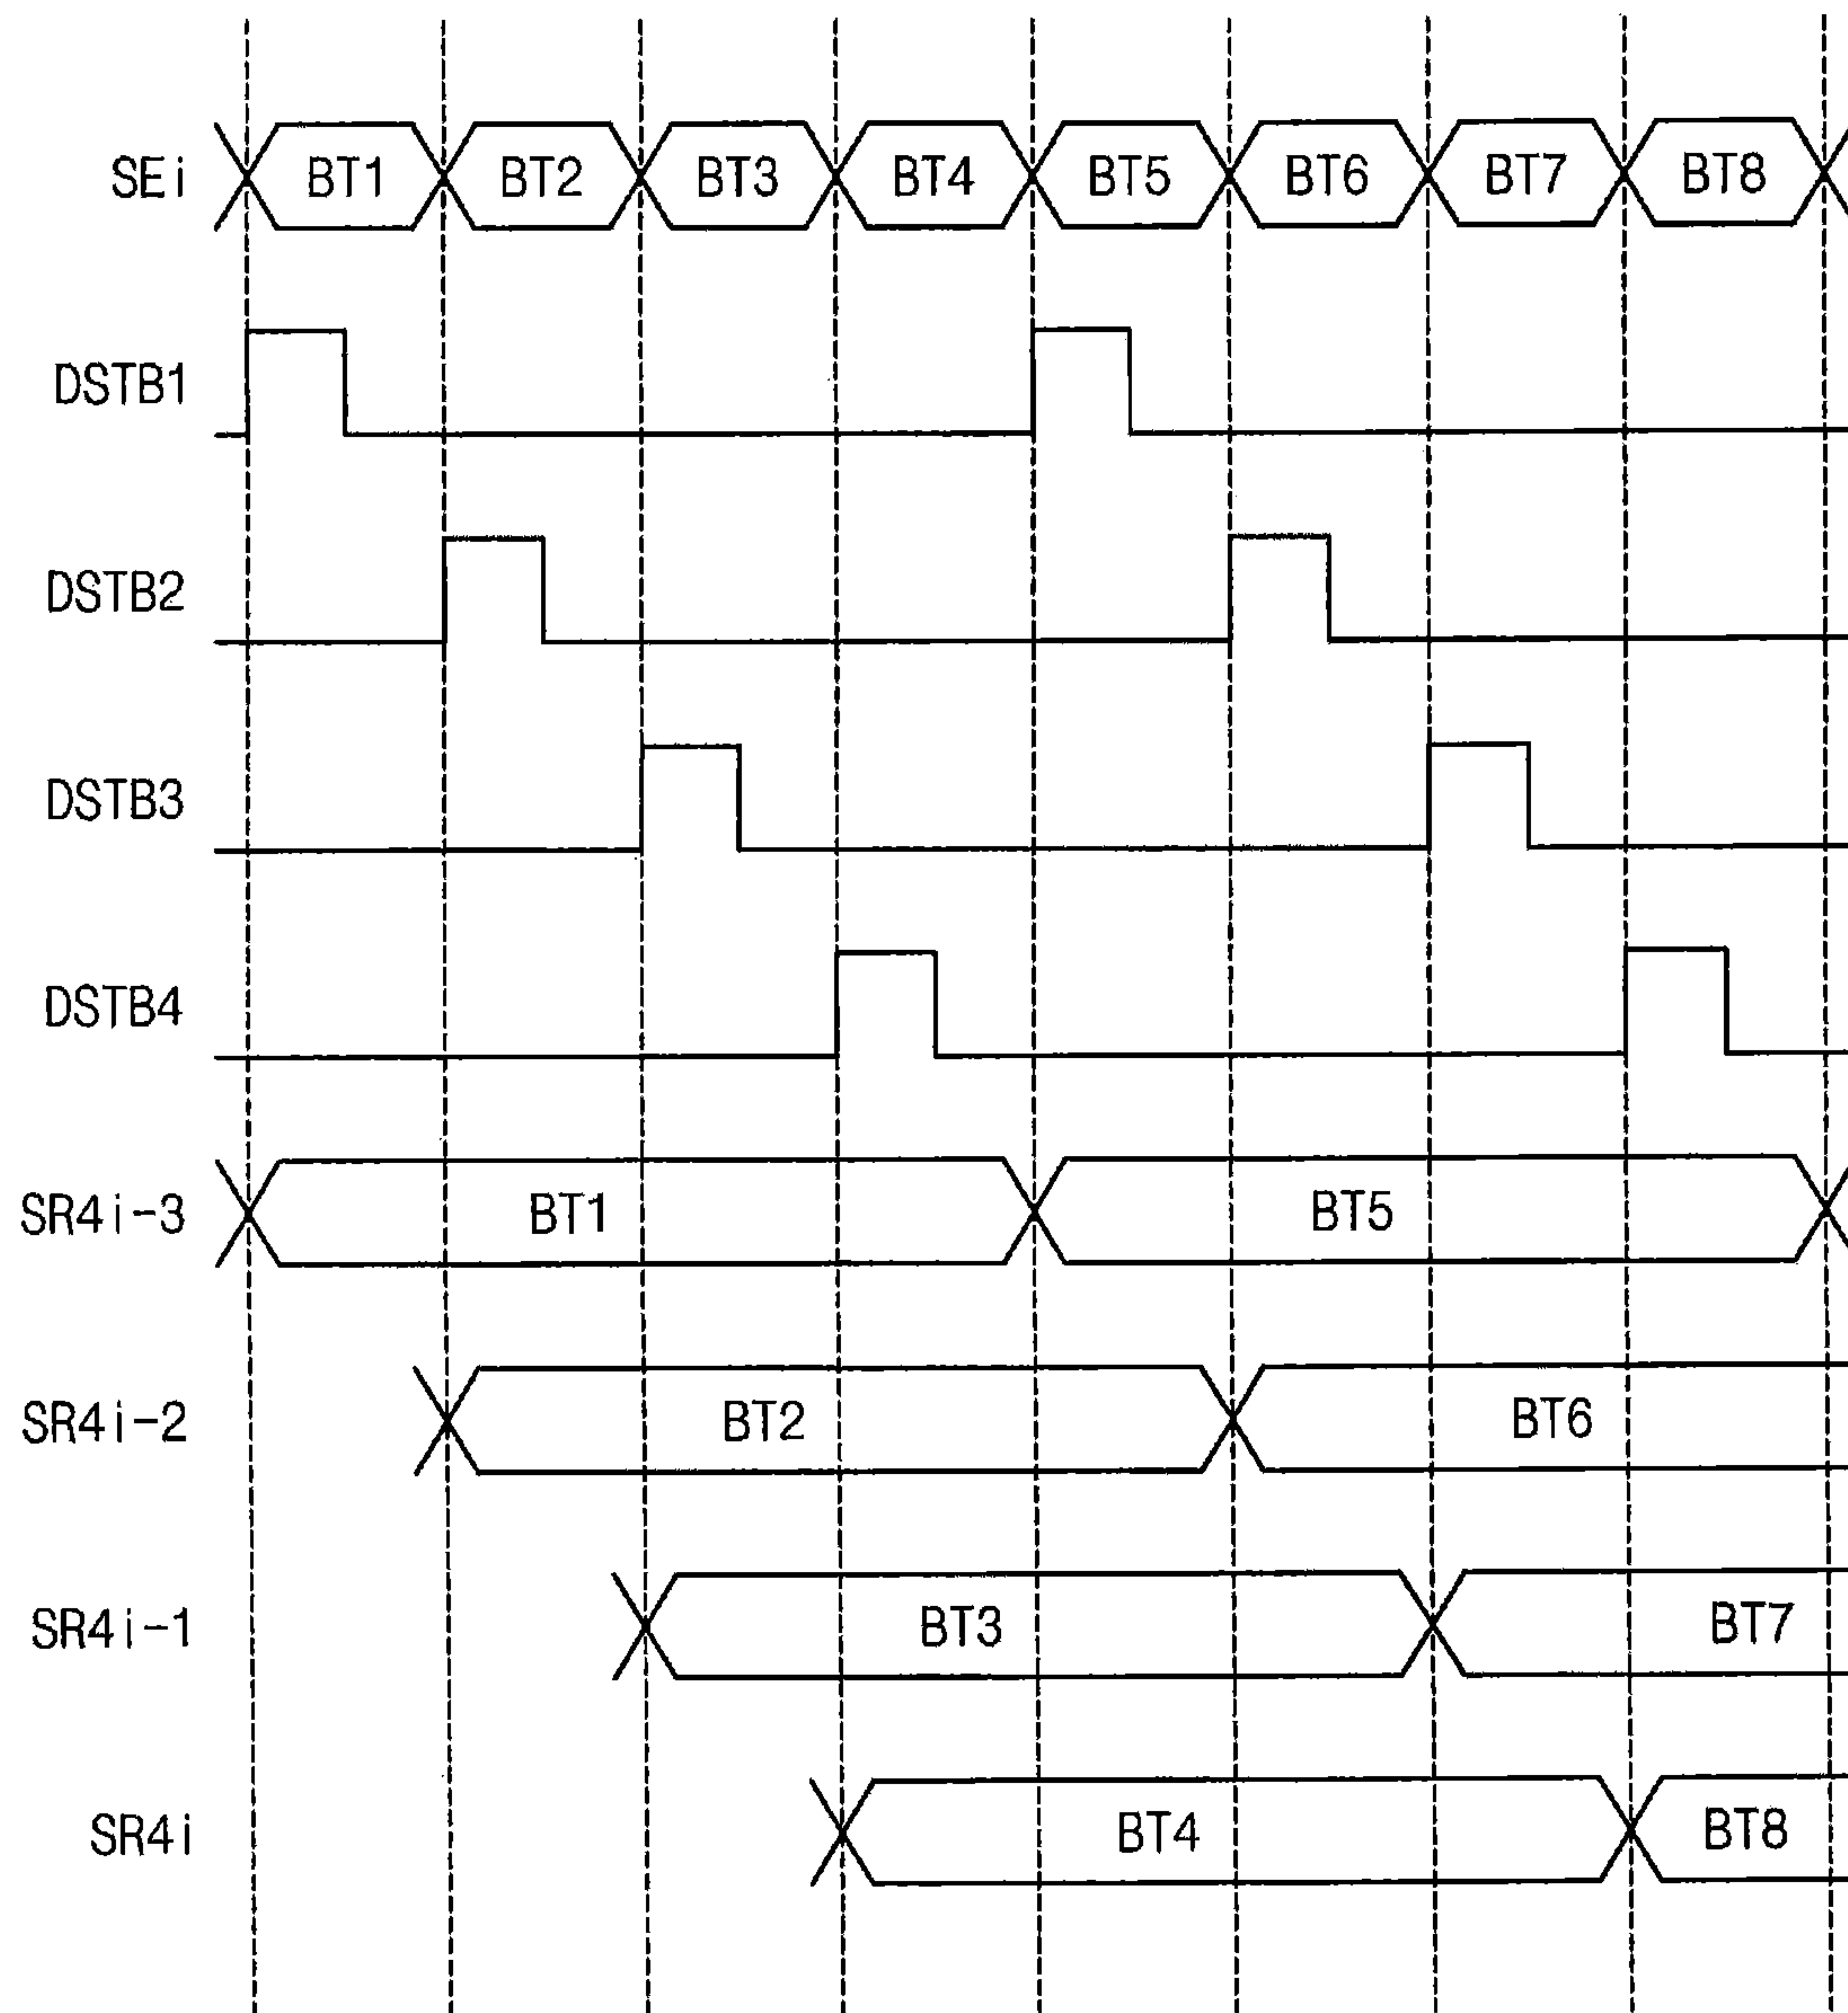 SEi BT1 BT2 BT3 BT4 BT5 BT6 BT7 BT8
DSTB1
DSTB2
DSTB3
DSTB4
SR4i-3 BT1 BT5
SR4i-2 BT2 BT6
SR4i-1 BT3 BT7
SR4i BT4 BT8